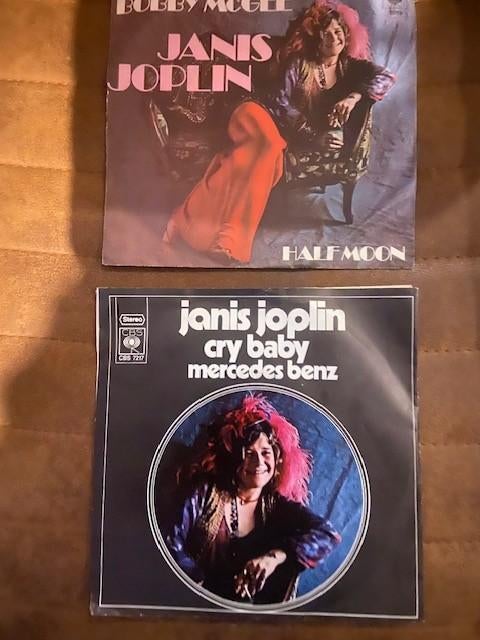 BOBBY MCGEE
JANIS
JOPLIN
HALF MOON
janis joplin
cry baby
mercedes benz
Stereo
CBS
CBS 7217